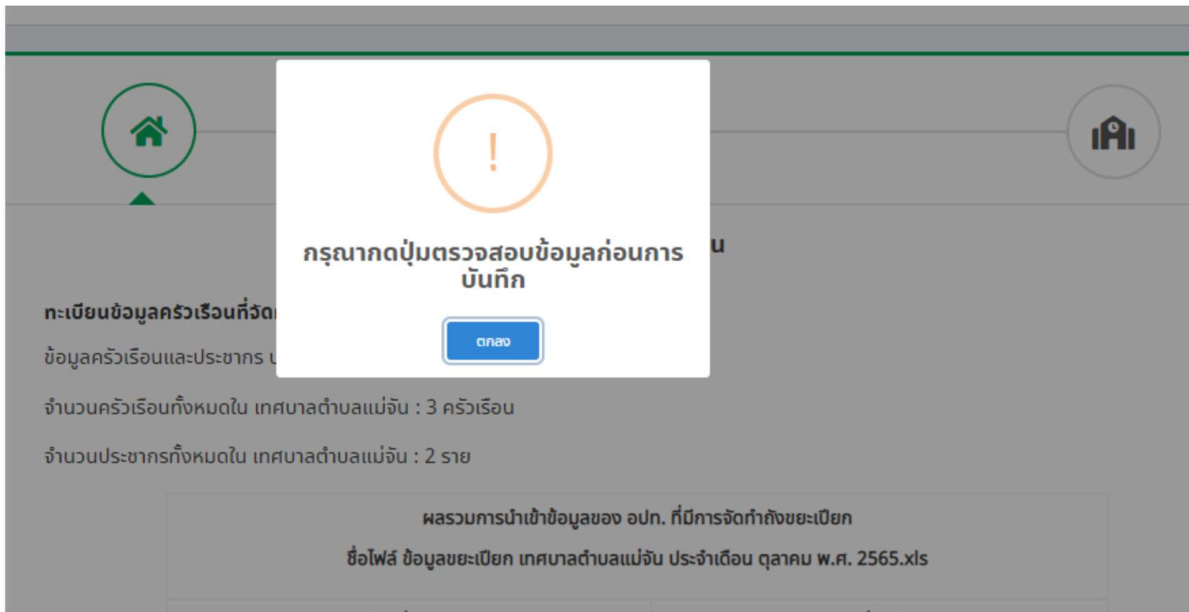 กรุณากดปุ่มตรวจสอบข้อมูลก่อนการ
บันทึก
ตกลง
ทะเบียนข้อมูลครัวเรือนที่
ข้อมูลครัวเรือนและประชากร
จำนวนครัวเรือนทั้งหมดใน เทศบาลตำบลแม่จัน : 3 ครัวเรือน
จำนวนประชากรทั้งหมดใน เทศบาลตำบลแม่จัน : 2 ราย
ผลรวมการนำเข้าข้อมูลของ อปท. ที่มีการจัดทำถังขยะเปียก
ชื่อไฟล์ ข้อมูลขยะเปียก เทศบาลตำบลแม่จัน ประจำเดือน ตุลาคม พ.ศ. 2565.xls